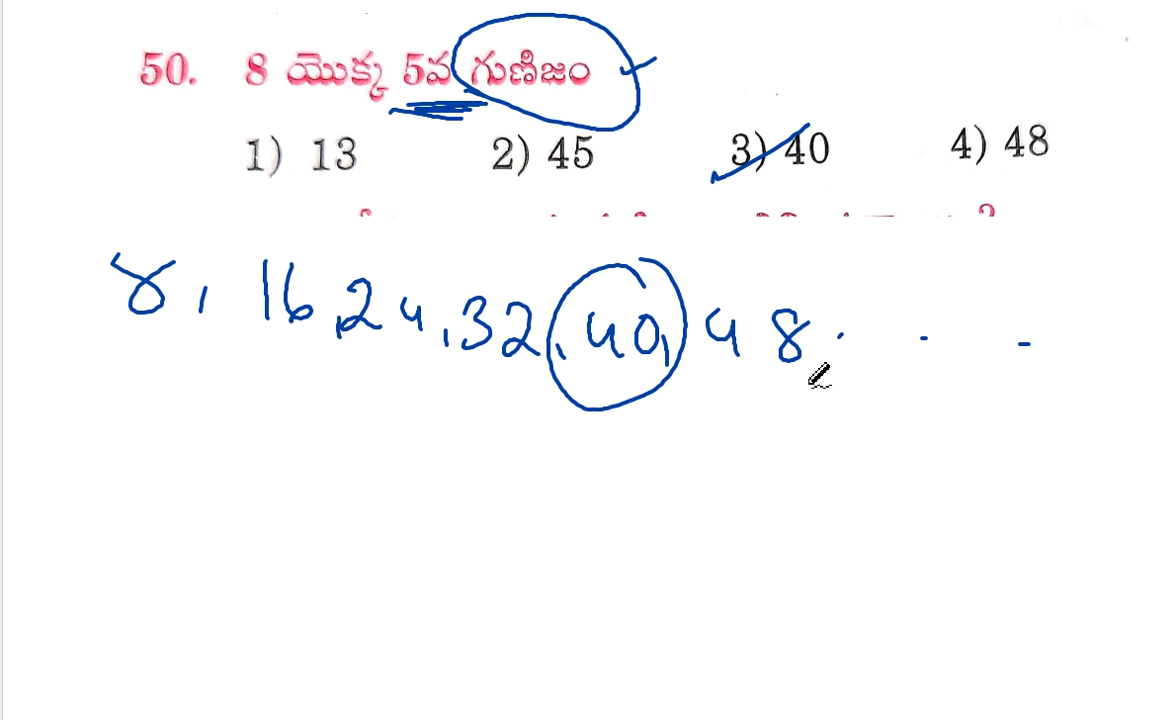 50. 8 యొక్క 5వ గుణిజం
1) 13 2) 45 3) 40 4) 48
8, 16, 24, 32, 40, 48 . . .